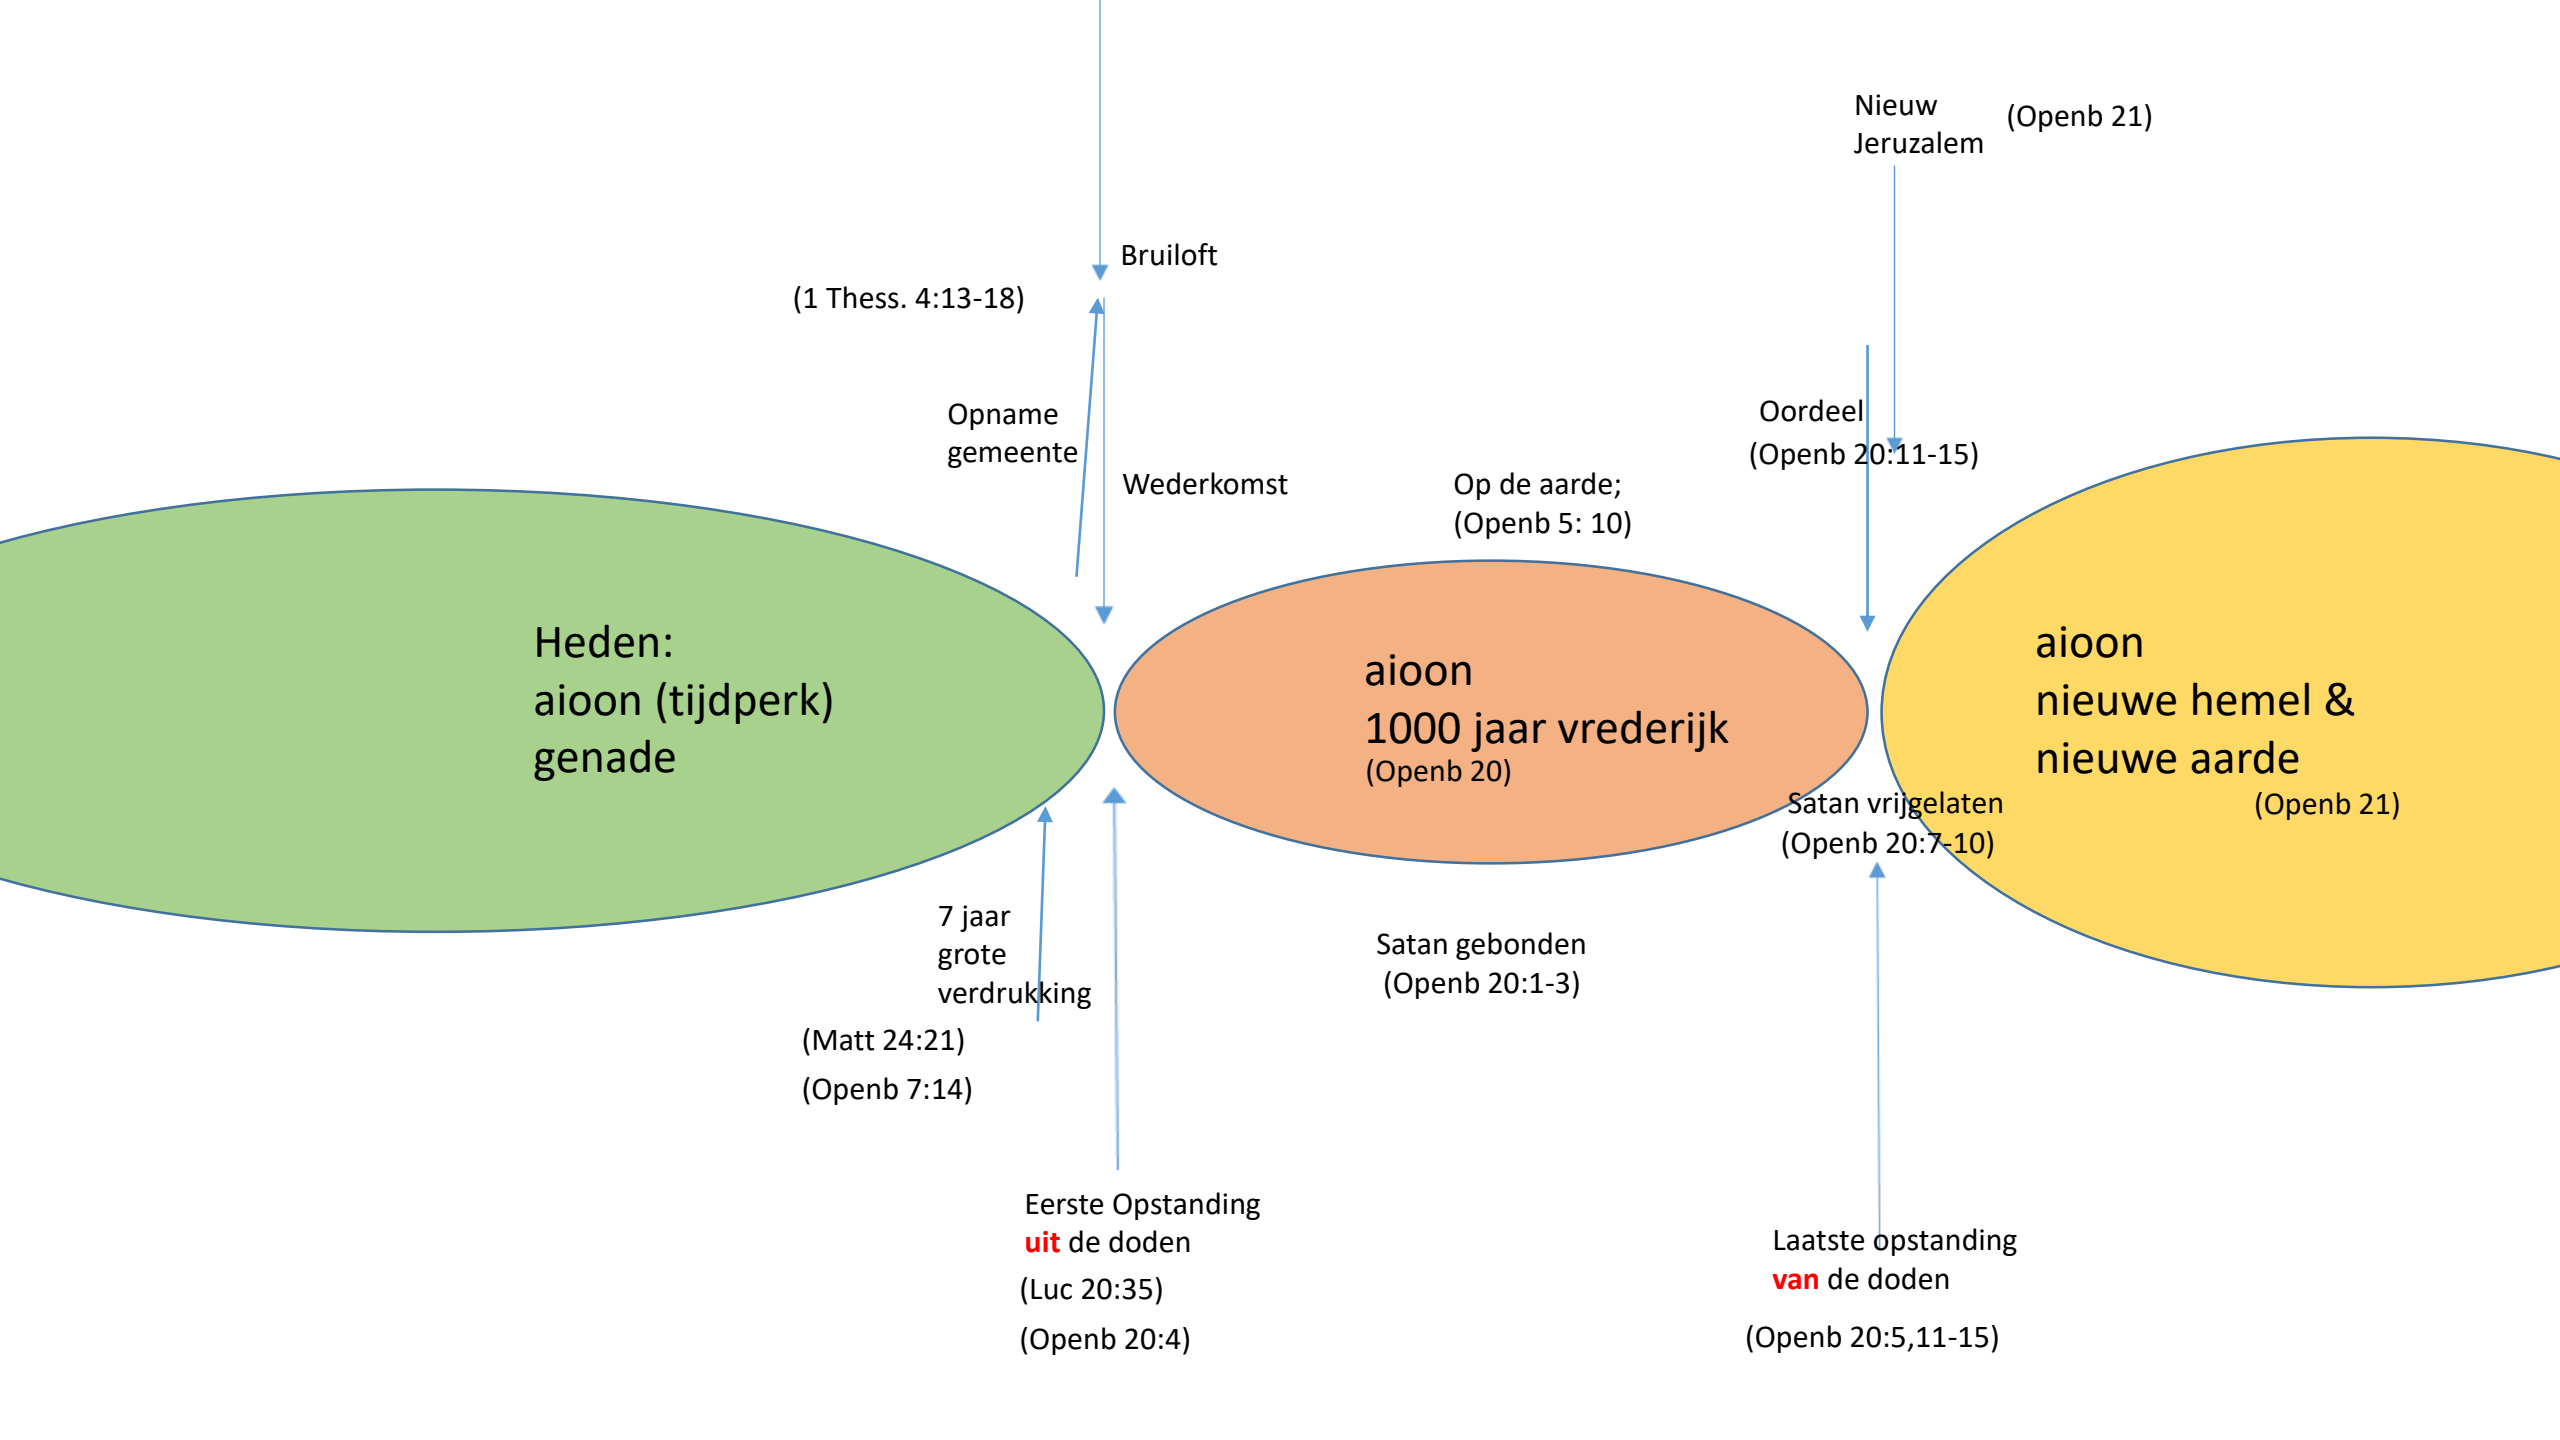 Nieuw
Jeruzalem
(Openb 21)
Bruiloft
(1 Thess. 4:13-18)
Opname
gemeente
Wederkomst
Op de aarde;
(Openb 5: 10)
Oordeel
(Openb 20:11-15)
Heden:
aioon (tijdperk)
genade
aioon
1000 jaar vrederijk
(Openb 20)
aioon
nieuwe hemel &
nieuwe aarde
(Openb 21)
Satan vrijgelaten
(Openb 20:7-10)
7 jaar
grote
verdrukking
(Matt 24:21)
(Openb 7:14)
Satan gebonden
(Openb 20:1-3)
Eerste Opstanding
uit de doden
(Luc 20:35)
(Openb 20:4)
Laatste opstanding
van de doden
(Openb 20:5,11-15)